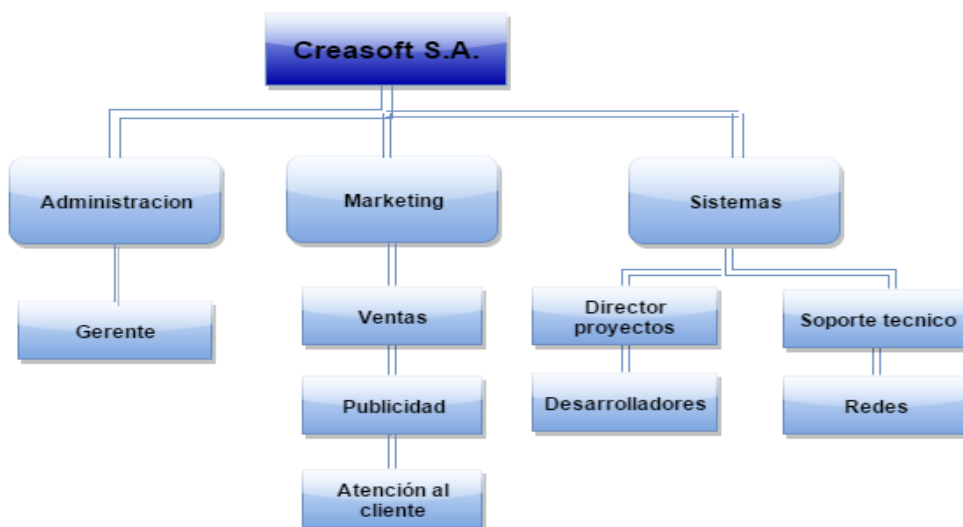 Creasoft S.A.
Administracion
Marketing
Sistemas
Gerente
Ventas
Director
proyectos
Soporte tecnico
Publicidad
Desarrolladores
Redes
Atención al
cliente